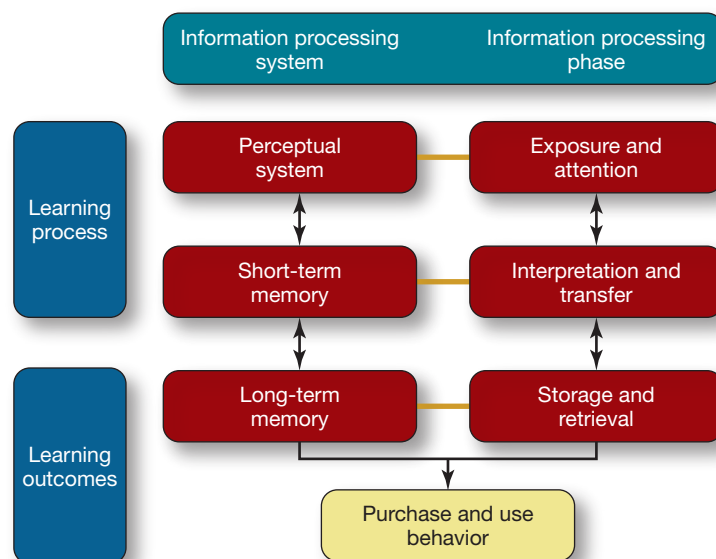 Information processing
system
Information processing
phase
Learning
process
Perceptual
system
Exposure and
attention
Short-term
memory
Interpretation and
transfer
Learning
outcomes
Long-term
memory
Storage and
retrieval
Purchase and use
behavior